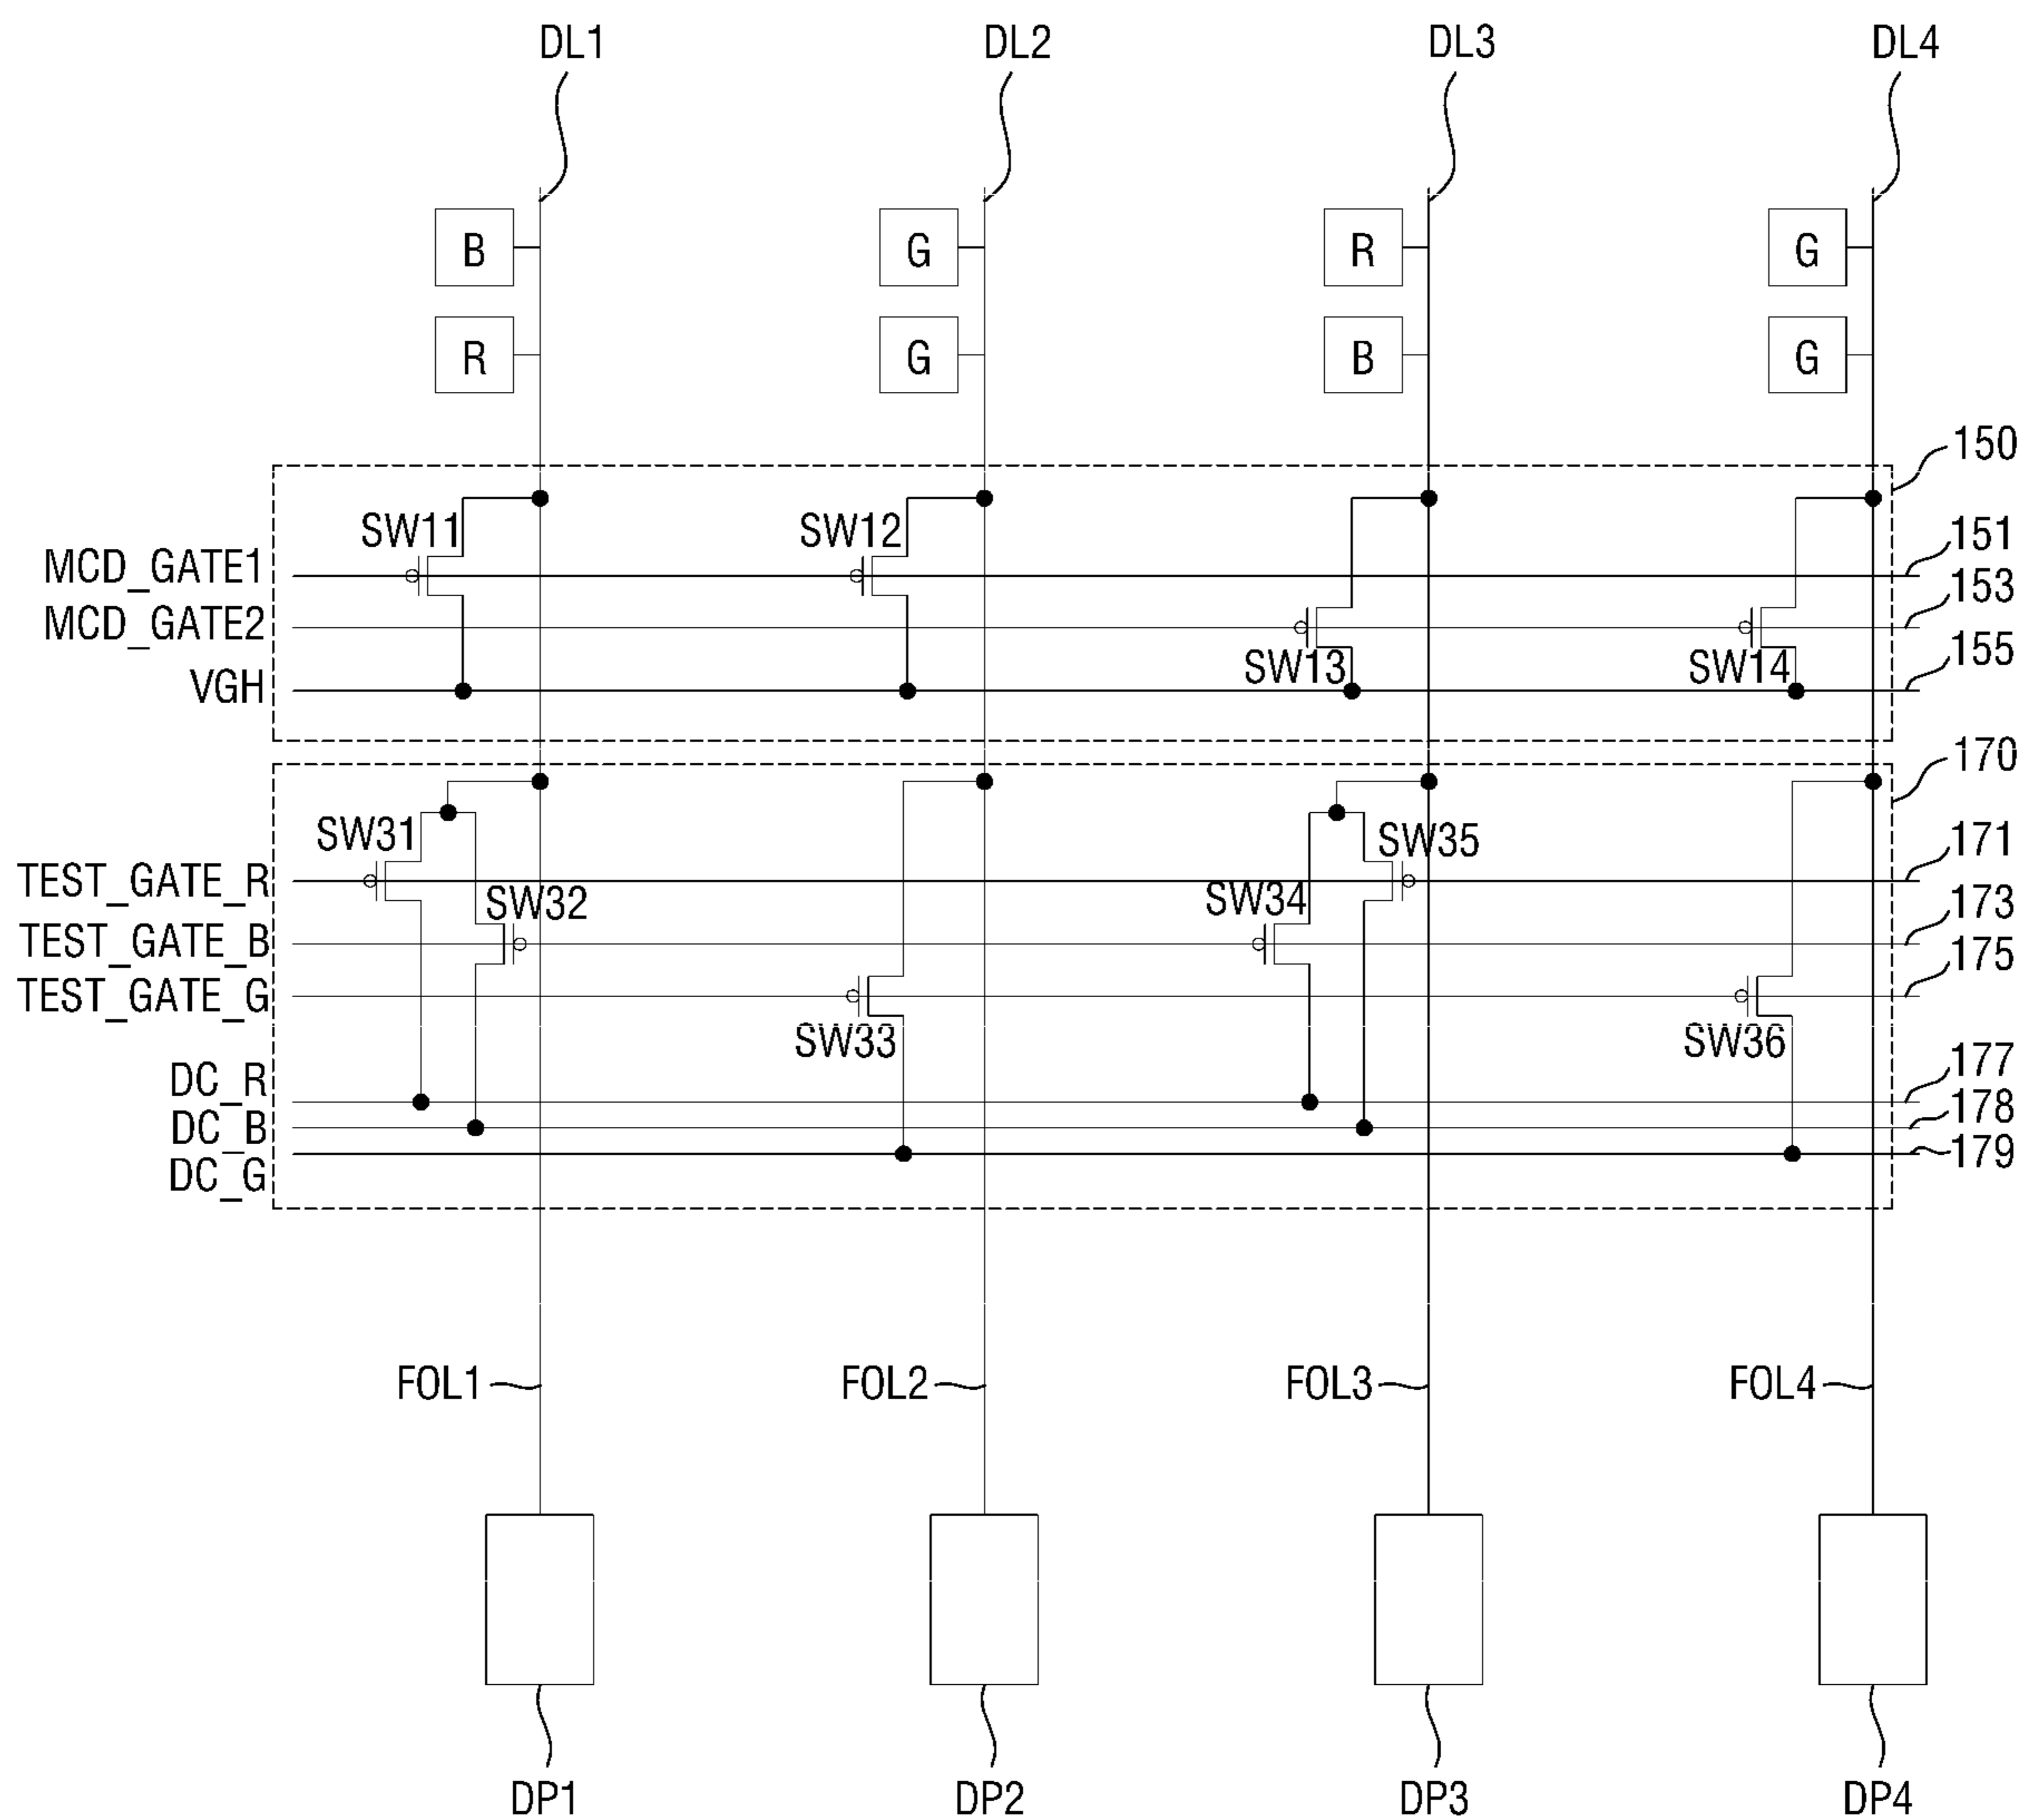 DL1 DL2 DL3 DL4
B G R G
R G B G
150
SW11 SW12
151
MCD_GATE1
153
MCD_GATE2
155
SW13 SW14
VGH
170
SW31 SW35
171
TEST_GATE_R
SW32 SW34
173
TEST_GATE_B
175
TEST_GATE_G
SW33 SW36
177
DC_R
178
DC_B
179
DC_G
FOL1 FOL2 FOL3 FOL4
DP1 DP2 DP3 DP4